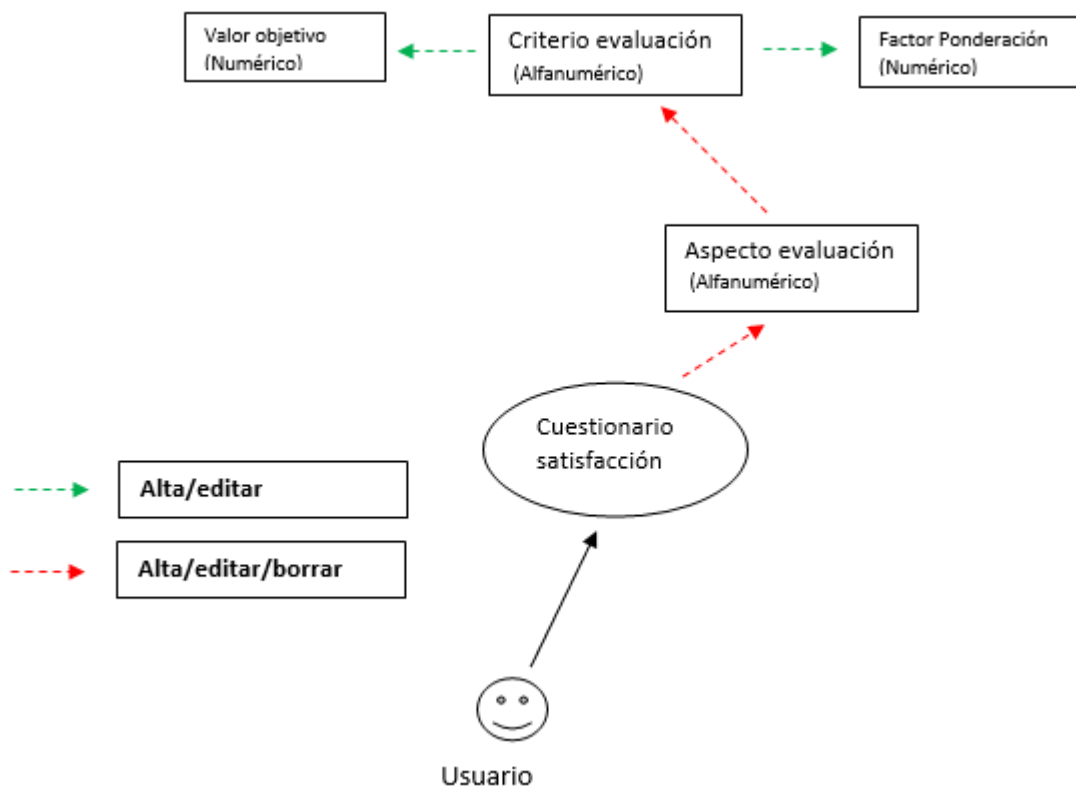 Valor objetivo
(Numérico)
Criterio evaluación
(Alfanumérico)
Factor Ponderación
(Numérico)
Aspecto evaluación
(Alfanumérico)
Cuestionario
satisfacción
Alta/editar
Alta/editar/borrar
Usuario